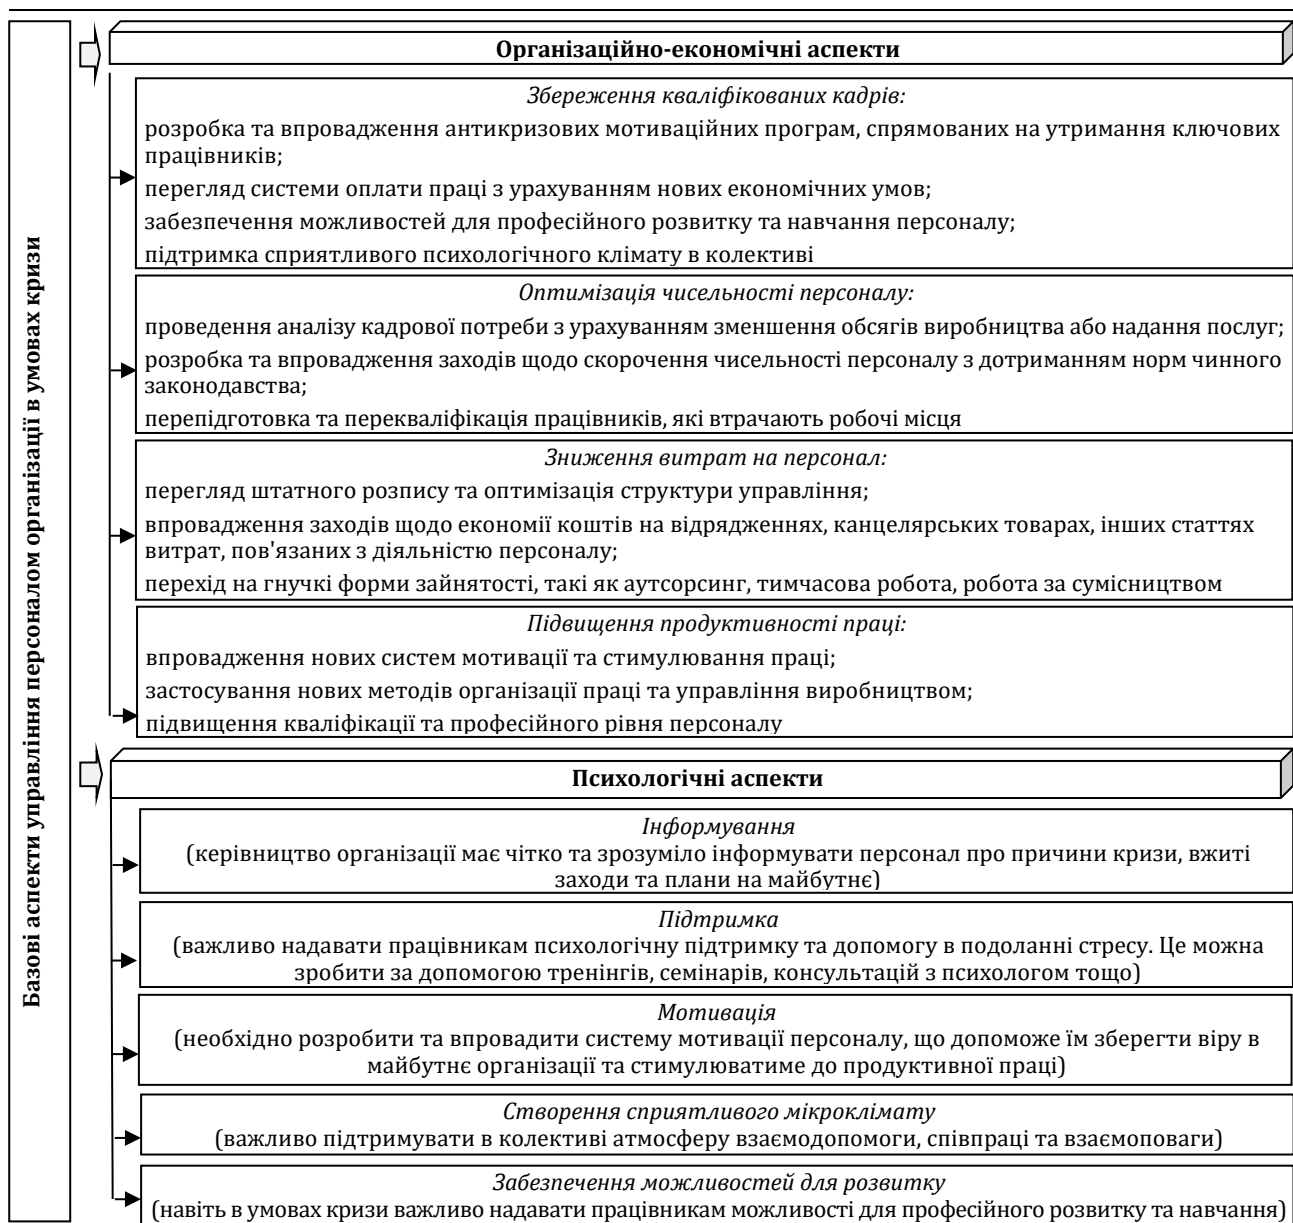 Базові аспекти управління персоналом організації в умовах кризи
Організаційно-економічні аспекти
Збереження кваліфікованих кадрів:
розробка та впровадження антикризових мотиваційних програм, спрямованих на утримання ключових
працівників;
перегляд системи оплати праці з урахуванням нових економічних умов;
забезпечення можливостей для професійного розвитку та навчання персоналу;
підтримка сприятливого психологічного клімату в колективі
Оптимізація чисельності персоналу:
проведення аналізу кадрової потреби з урахуванням зменшення обсягів виробництва або надання послуг;
розробка та впровадження заходів щодо скорочення чисельності персоналу з дотриманням норм чинного
законодавства;
перепідготовка та перекваліфікація працівників, які втрачають робочі місця
Зниження витрат на персонал:
перегляд штатного розпису та оптимізація структури управління;
впровадження заходів щодо економії коштів на відрядженнях, канцелярських товарах, інших статтях
витрат, пов'язаних з діяльністю персоналу;
перехід на гнучкі форми зайнятості, такі як аутсорсинг, тимчасова робота, робота за сумісництвом
Підвищення продуктивності праці:
впровадження нових систем мотивації та стимулювання праці;
застосування нових методів організації праці та управління виробництвом;
підвищення кваліфікації та професійного рівня персоналу
Психологічні аспекти
Інформування
(керівництво організації має чітко та зрозуміло інформувати персонал про причини кризи, вжиті
заходи та плани на майбутнє)
Підтримка
(важливо надавати працівникам психологічну підтримку та допомогу в подоланні стресу. Це можна
зробити за допомогою тренінгів, семінарів, консультацій з психологом тощо)
Мотивація
(необхідно розробити та впровадити систему мотивації персоналу, що допоможе їм зберегти віру в
майбутнє організації та стимулюватиме до продуктивної праці)
Створення сприятливого мікроклімату
(важливо підтримувати в колективі атмосферу взаємодопомоги, співпраці та взаємоповаги)
Забезпечення можливостей для розвитку
(навіть в умовах кризи важливо надавати працівникам можливості для професійного розвитку та навчання)